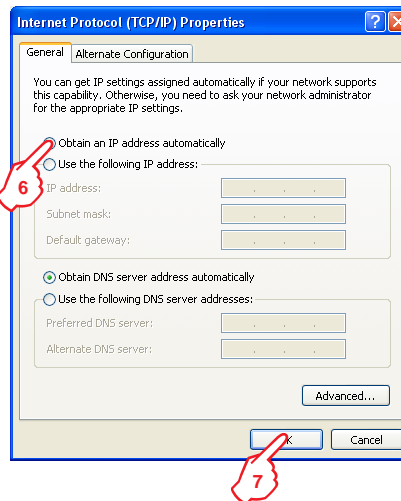 Internet Protocol (TCP/IP) Properties
General
Alternate Configuration
You can get IP settings assigned automatically if your network supports
this capability. Otherwise, you need to ask your network administrator
for the appropriate IP settings.
Obtain an IP address automatically
Use the following IP address:
6
IP address:
Subnet mask:
Default gateway:
Obtain DNS server address automatically
Use the following DNS server addresses:
Preferred DNS server:
Alternate DNS server:
Advanced...
Cancel
7